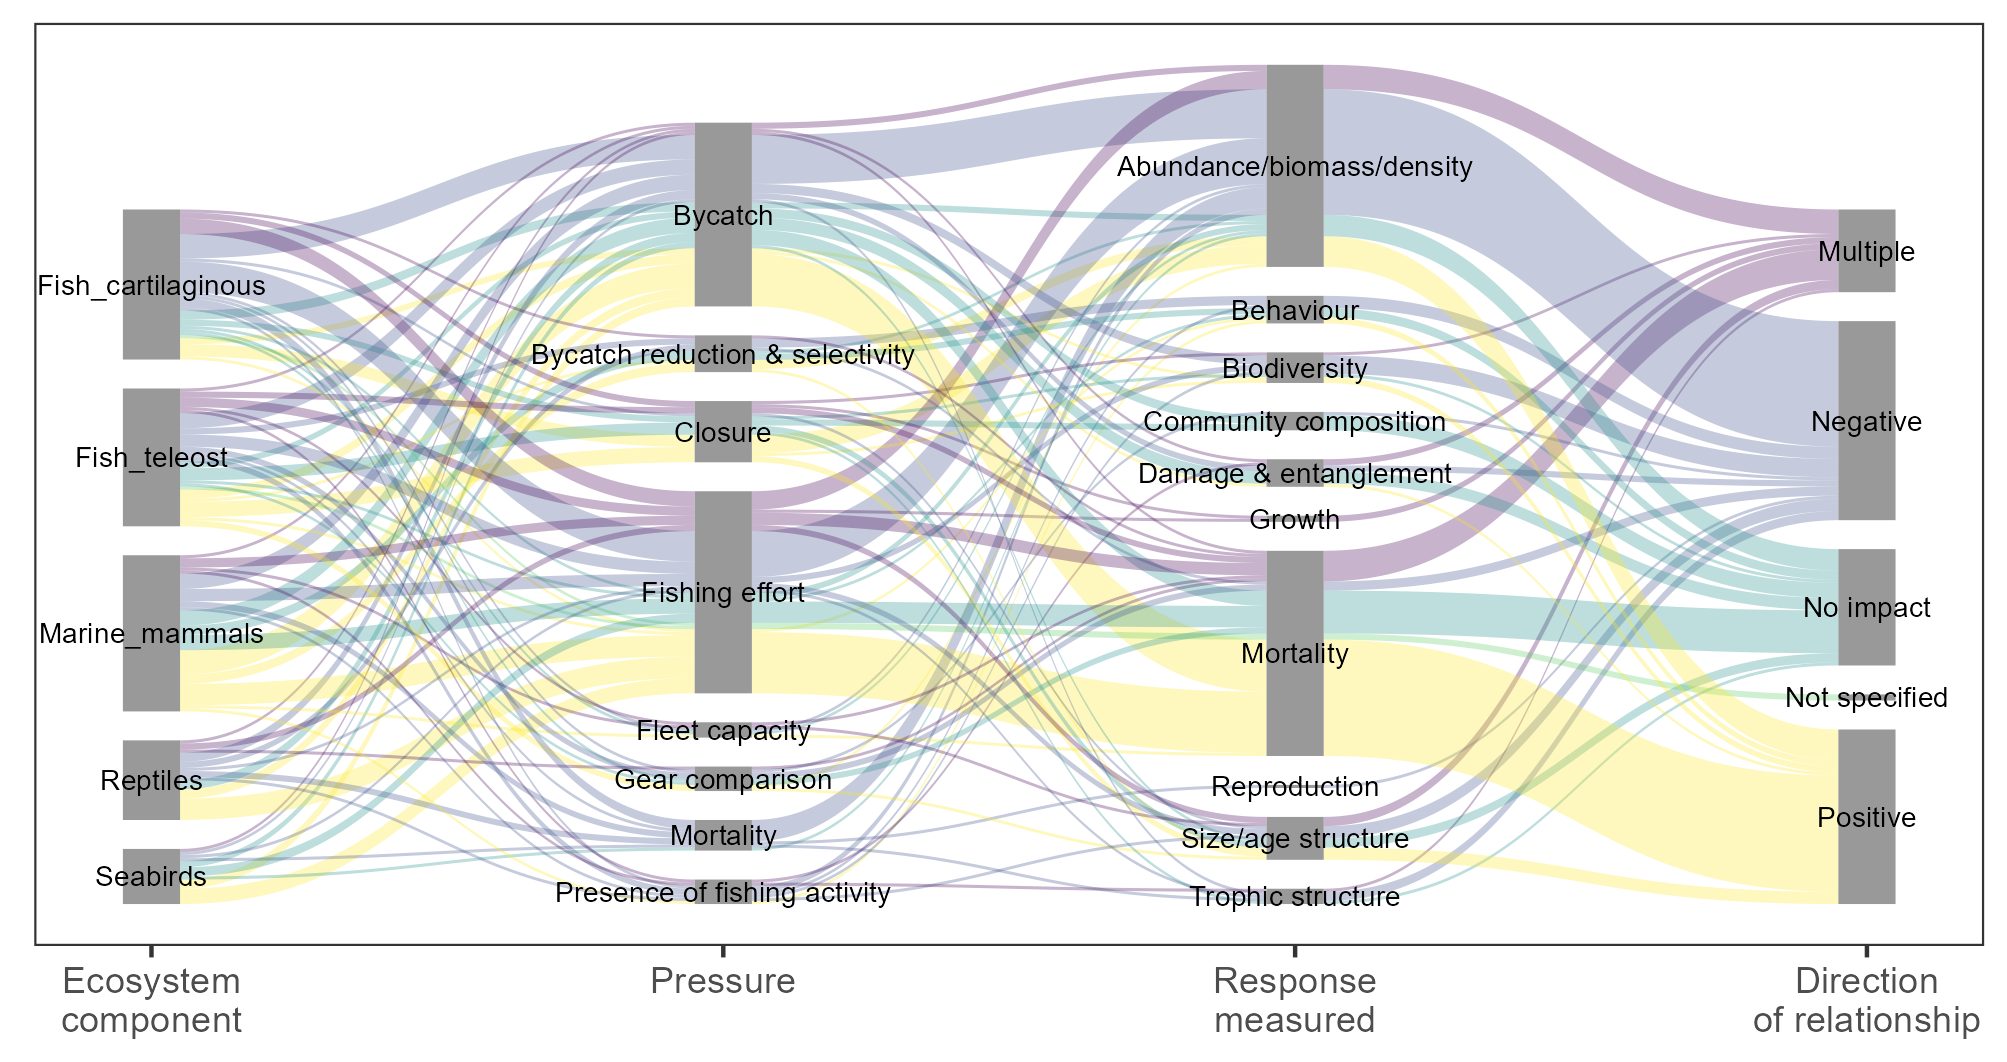 Fish_cartilaginous
Fish_teleost
Marine_mammals
Reptiles
Seabirds
Bycatch
Bycatch reduction & selectivity
Closure
Fishing effort
Fleet capacity
Gear comparison
Mortality
Presence of fishing activity
Abundance/biomass/density
Behaviour
Biodiversity
Community composition
Damage & entanglement
Growth
Mortality
Reproduction
Size/age structure
Trophic structure
Multiple
Negative
No impact
Not specified
Positive
Ecosystem
component
Pressure
Response
measured
Direction
of relationship